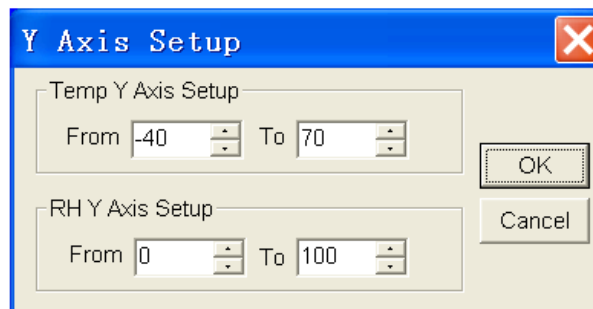 Y Axis Setup
Temp Y Axis Setup
From -40 To 70
OK
RH Y Axis Setup
Cancel
From 0 To 100